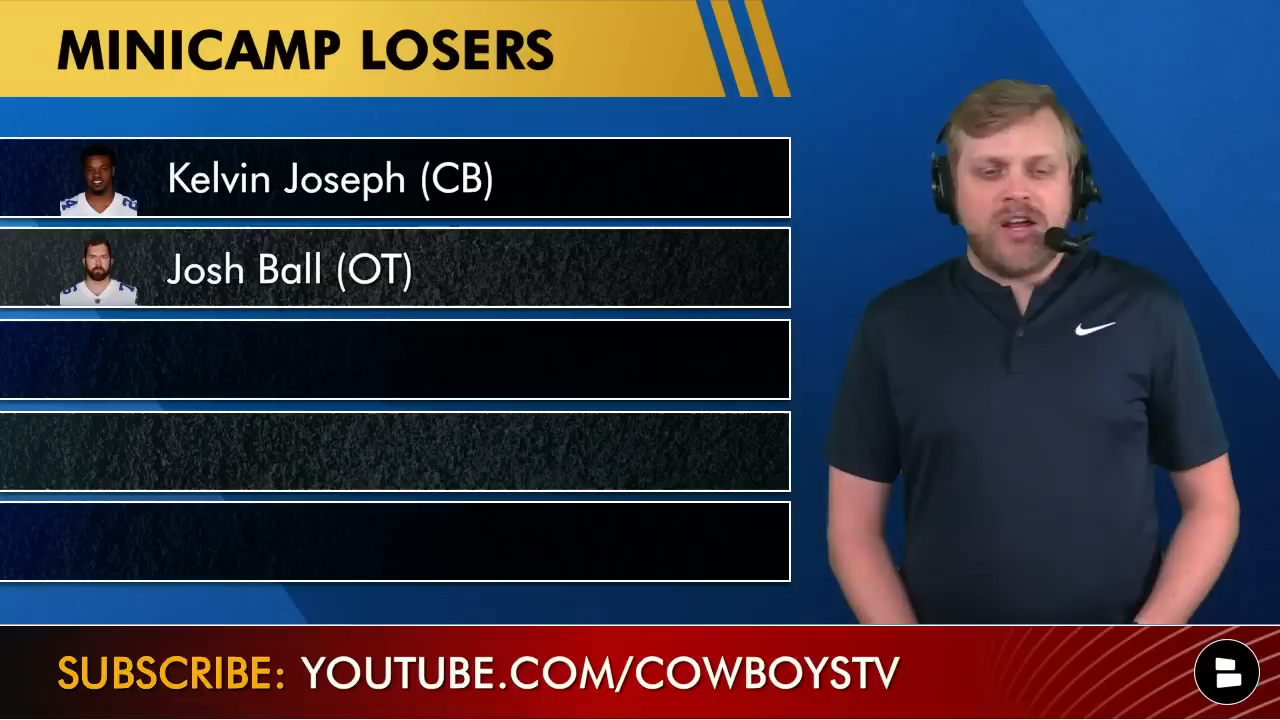 MINICAMP LOSERS
Kelvin Joseph (CB)
Josh Ball (OT)
SUBSCRIBE: YOUTUBE.COM/COWBOYSTV